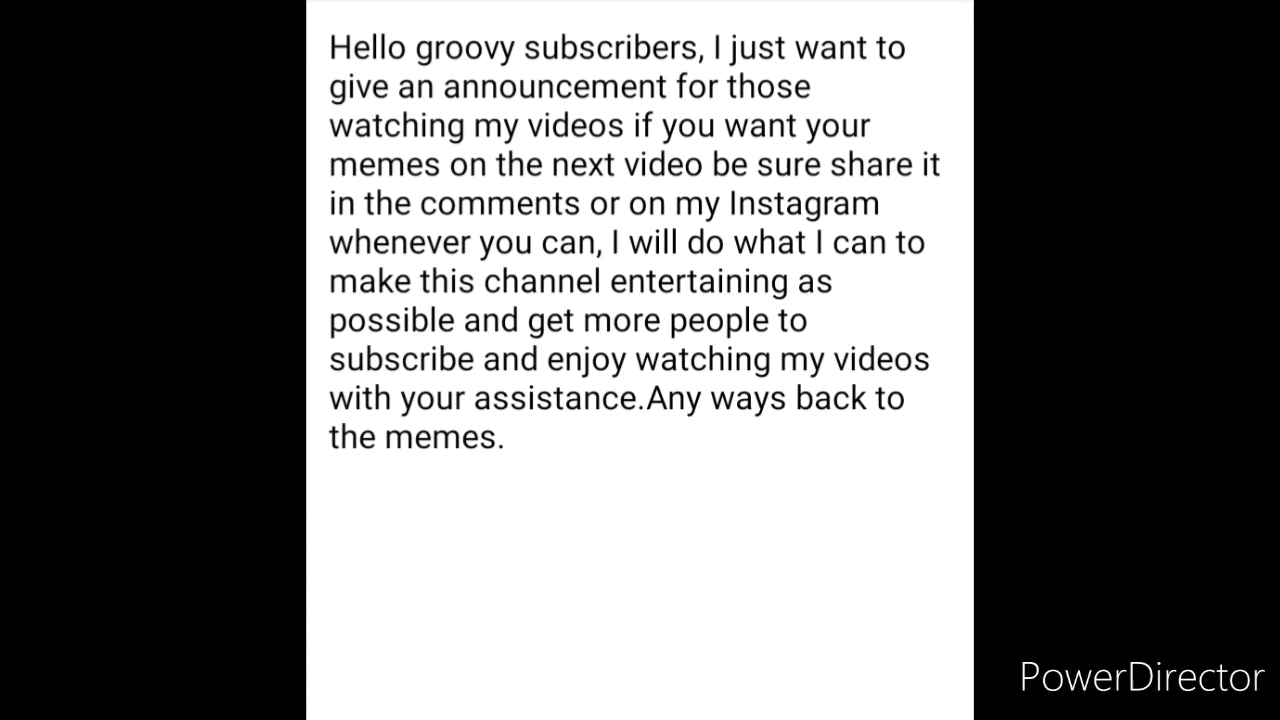 Hello groovy subscribers, I just want to
give an announcement for those
watching my videos if you want your
memes on the next video be sure share it
in the comments or on my Instagram
whenever you can, I will do what I can to
make this channel entertaining as
possible and get more people to
subscribe and enjoy watching my videos
with your assistance.Any ways back to
the memes.
PowerDirector